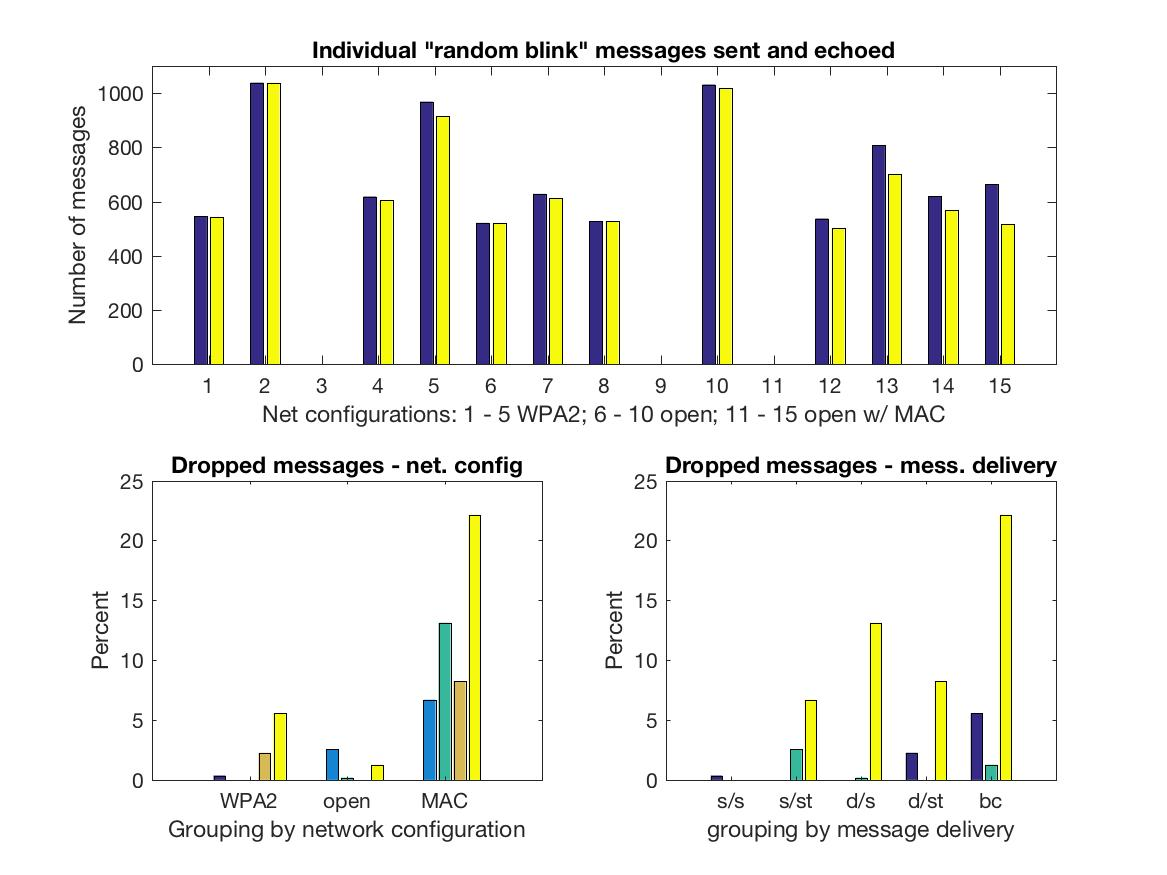 Individual "random blink" messages sent and echoed
1000
800
600
400
200
0
Number of messages
1 2 3 4 5 6 7 8 9 10 11 12 13 14 15
Net configurations: 1 - 5 WPA2; 6 - 10 open; 11 - 15 open w/ MAC
Dropped messages - net. config
25
20
15
10
5
0
Percent
WPA2 open MAC
Grouping by network configuration
Dropped messages - mess. delivery
25
20
15
10
5
0
Percent
s/s s/st d/s d/st bc
grouping by message delivery